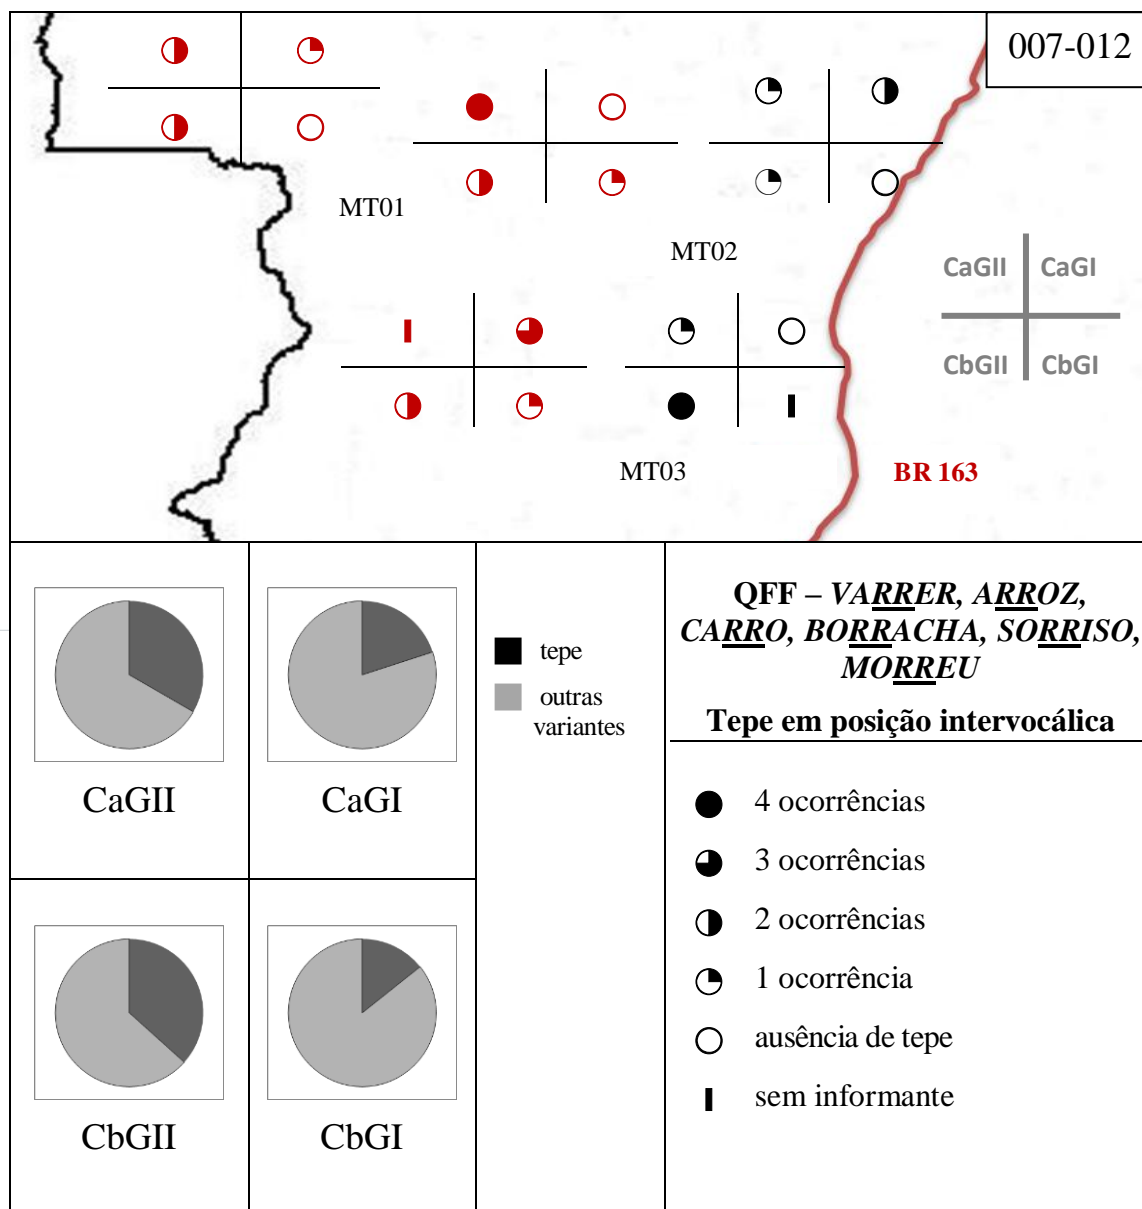 007-012
MT01
MT02
CaGII CaGI
CbGII CbGI
MT03
BR 163
CaGII
CaGI
CbGII
CbGI
tepe
outras
variantes
QFF – VARRER, ARROZ,
CARRO, BORRACHA, SORRISO,
MORREU
Tepe em posição intervocálica
4 ocorrências
3 ocorrências
2 ocorrências
1 ocorrência
ausência de tepe
sem informante